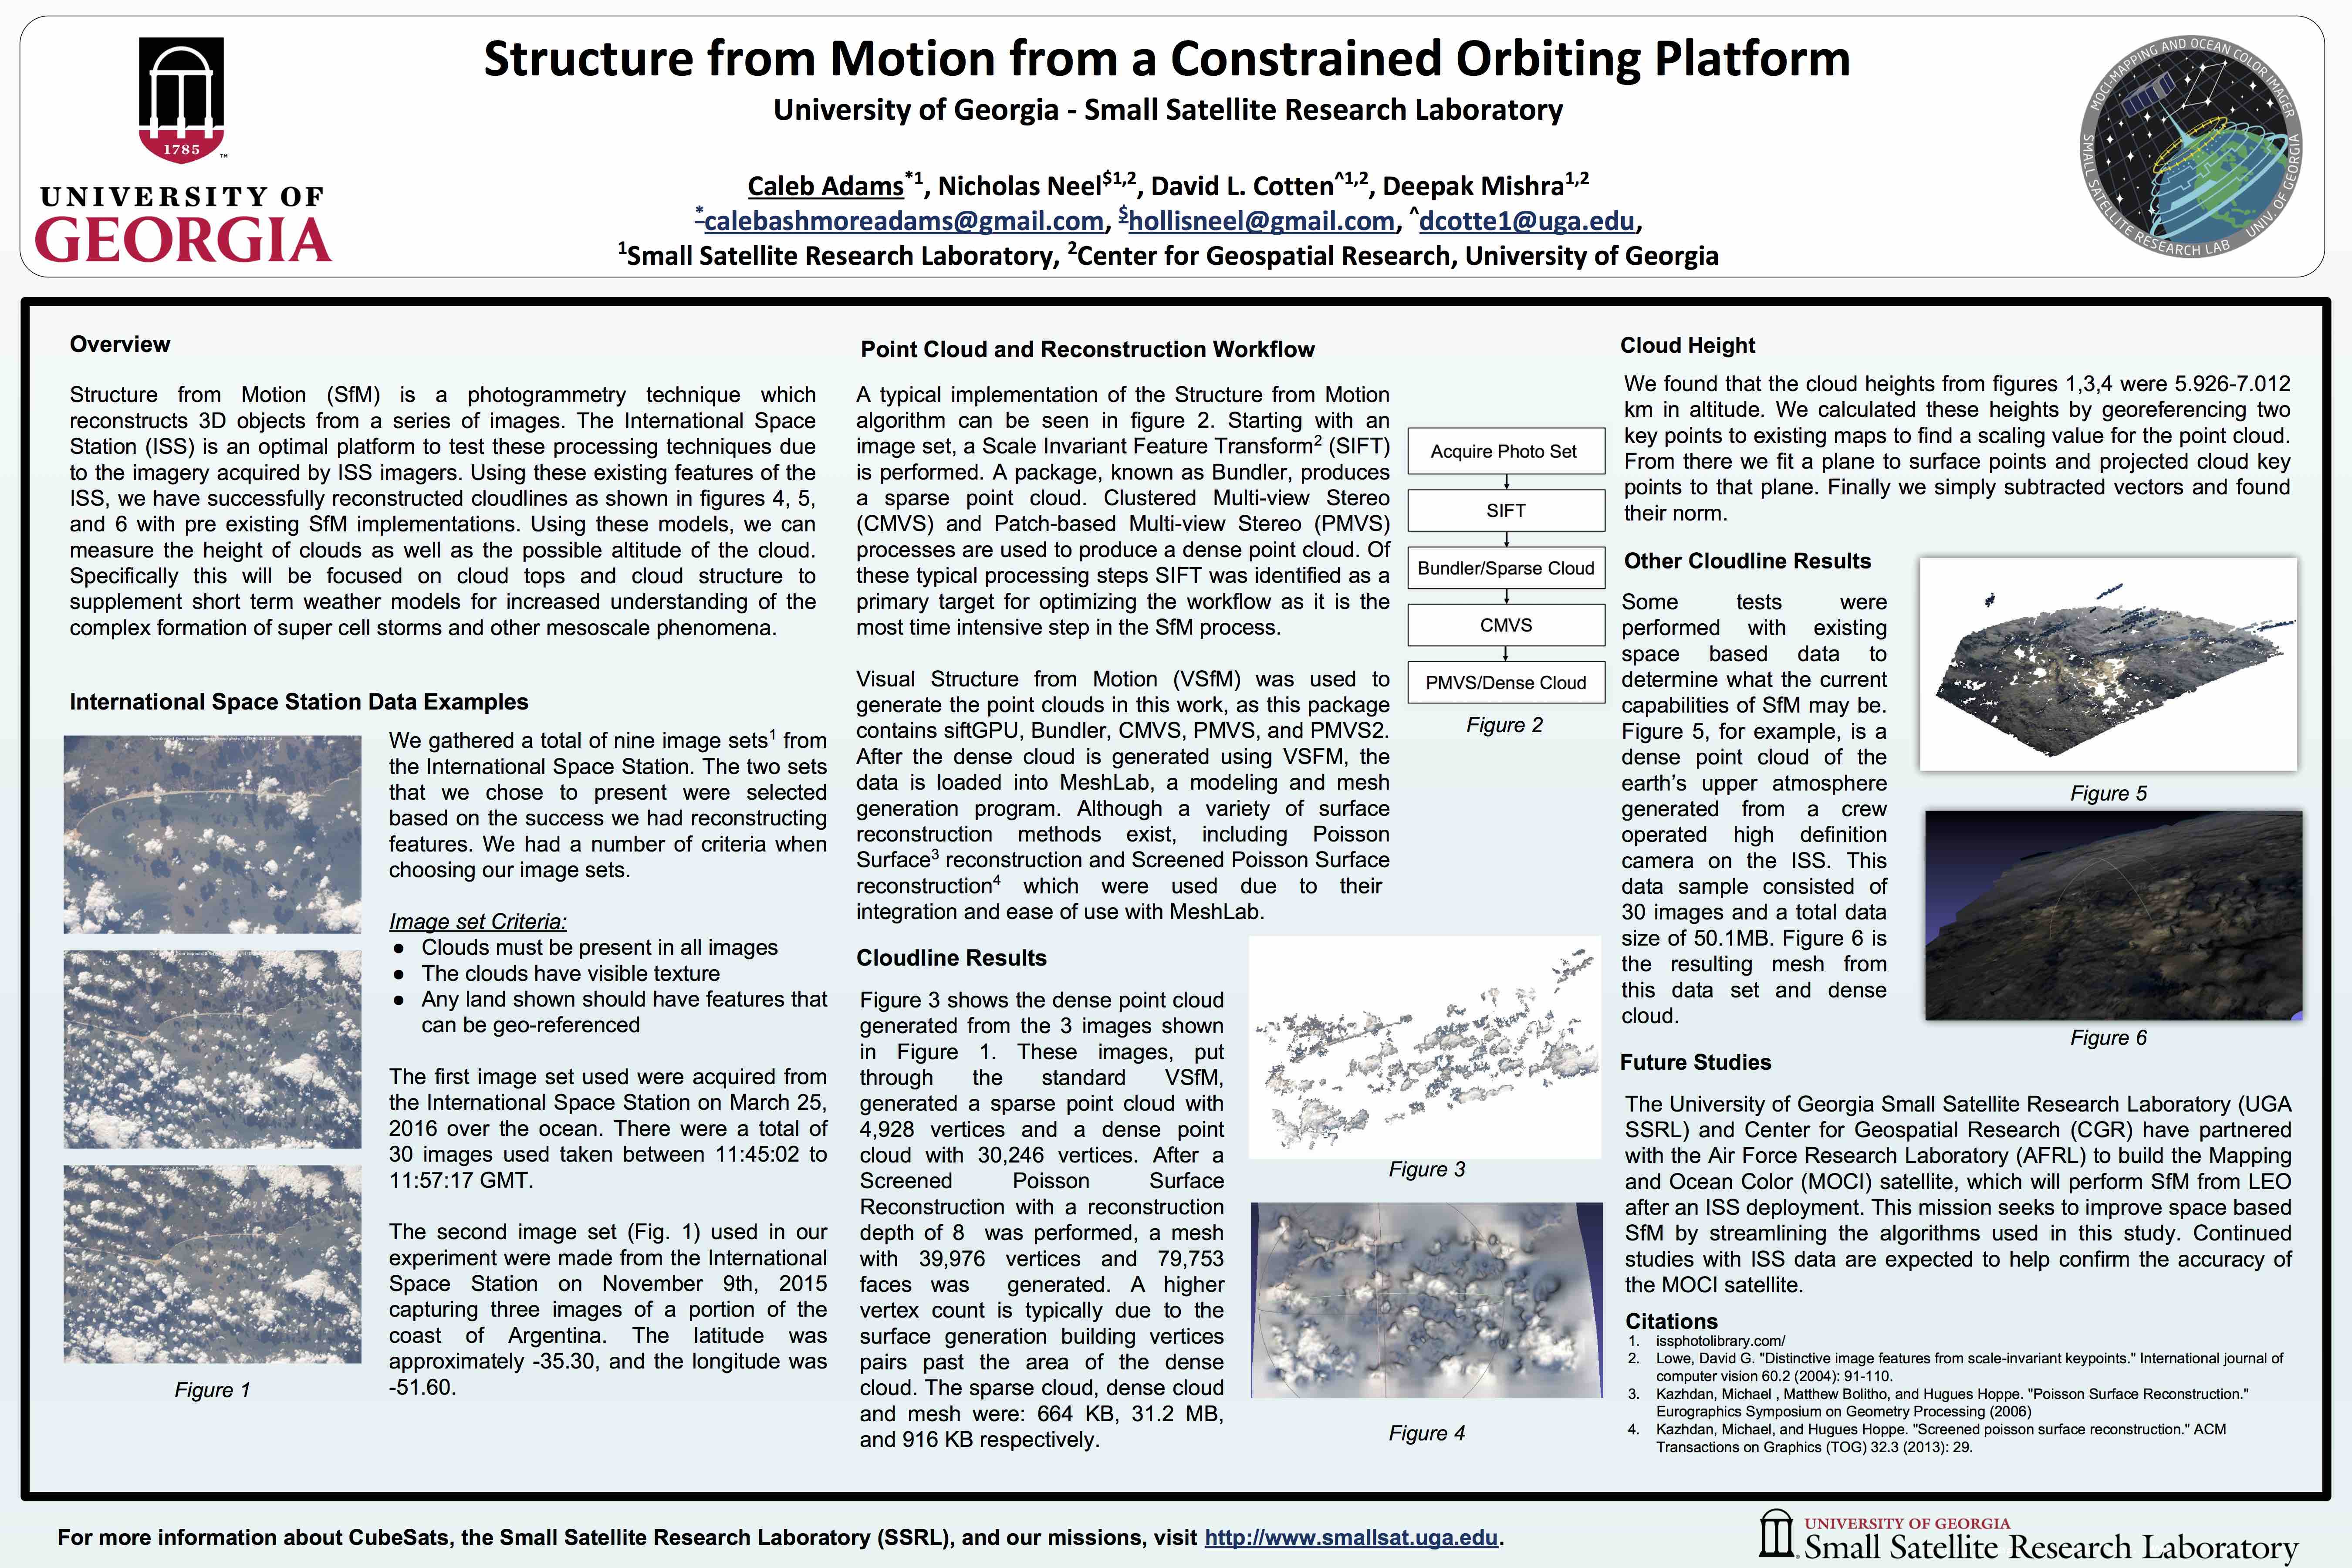 Structure from Motion from a Constrained Orbiting Platform
University of Georgia - Small Satellite Research Laboratory
Caleb Adams*1, Nicholas Neel$1,2, David L. Cotten^1,2, Deepak Mishra1,2
*calebashmoreadams@gmail.com, $hollisneel@gmail.com, ^dcotte1@uga.edu,
1Small Satellite Research Laboratory, 2Center for Geospatial Research, University of Georgia
1785
TM
UNIVERSITY OF
GEORGIA
MOCI-MAPPING AND OCEAN COLOR IMAGER
SMALL SATELLITE RESEARCH LAB
UNIV. OF GEORGIA
Overview
Structure from Motion (SfM) is a photogrammetry technique which
reconstructs 3D objects from a series of images. The International Space
Station (ISS) is an optimal platform to test these processing techniques due
to the imagery acquired by ISS imagers. Using these existing features of the
ISS, we have successfully reconstructed cloudlines as shown in figures 4, 5,
and 6 with pre existing SfM implementations. Using these models, we can
measure the height of clouds as well as the possible altitude of the cloud.
Specifically this will be focused on cloud tops and cloud structure to
supplement short term weather models for increased understanding of the
complex formation of super cell storms and other mesoscale phenomena.
International Space Station Data Examples
We gathered a total of nine image sets1 from
the International Space Station. The two sets
that we chose to present were selected
based on the success we had reconstructing
features. We had a number of criteria when
choosing our image sets.
Image set Criteria:
● Clouds must be present in all images
● The clouds have visible texture
● Any land shown should have features that
can be geo-referenced
The first image set used were acquired from
the International Space Station on March 25,
2016 over the ocean. There were a total of
30 images used taken between 11:45:02 to
11:57:17 GMT.
The second image set (Fig. 1) used in our
experiment were made from the International
Space Station on November 9th, 2015
capturing three images of a portion of the
coast of Argentina. The latitude was
approximately -35.30, and the longitude was
-51.60.
Figure 1
Point Cloud and Reconstruction Workflow
A typical implementation of the Structure from Motion
algorithm can be seen in figure 2. Starting with an
image set, a Scale Invariant Feature Transform2 (SIFT)
is performed. A package, known as Bundler, produces
a sparse point cloud. Clustered Multi-view Stereo
(CMVS) and Patch-based Multi-view Stereo (PMVS)
processes are used to produce a dense point cloud. Of
these typical processing steps SIFT was identified as a
primary target for optimizing the workflow as it is the
most time intensive step in the SfM process.
Visual Structure from Motion (VSfM) was used to
generate the point clouds in this work, as this package
contains siftGPU, Bundler, CMVS, PMVS, and PMVS2.
After the dense cloud is generated using VSFM, the
data is loaded into MeshLab, a modeling and mesh
generation program. Although a variety of surface
reconstruction methods exist, including Poisson
Surface3 reconstruction and Screened Poisson Surface
reconstruction4 which were used due to their
integration and ease of use with MeshLab.
Acquire Photo Set
SIFT
Bundler/Sparse Cloud
CMVS
PMVS/Dense Cloud
Figure 2
Cloudline Results
Figure 3 shows the dense point cloud
generated from the 3 images shown
in Figure 1. These images, put
through the standard VSfM,
generated a sparse point cloud with
4,928 vertices and a dense point
cloud with 30,246 vertices. After a
Screened Poisson Surface
Reconstruction with a reconstruction
depth of 8 was performed, a mesh
with 39,976 vertices and 79,753
faces was generated. A higher
vertex count is typically due to the
surface generation building vertices
pairs past the area of the dense
cloud. The sparse cloud, dense cloud
and mesh were: 664 KB, 31.2 MB,
and 916 KB respectively.
Figure 3
Figure 4
Cloud Height
We found that the cloud heights from figures 1,3,4 were 5.926-7.012
km in altitude. We calculated these heights by georeferencing two
key points to existing maps to find a scaling value for the point cloud.
From there we fit a plane to surface points and projected cloud key
points to that plane. Finally we simply subtracted vectors and found
their norm.
Other Cloudline Results
Some tests were
performed with existing
space based data to
determine what the current
capabilities of SfM may be.
Figure 5, for example, is a
dense point cloud of the
earth's upper atmosphere
generated from a crew
operated high definition
camera on the ISS. This
data sample consisted of
30 images and a total data
size of 50.1MB. Figure 6 is
the resulting mesh from
this data set and dense
cloud.
Figure 5
Figure 6
Future Studies
The University of Georgia Small Satellite Research Laboratory (UGA
SSRL) and Center for Geospatial Research (CGR) have partnered
with the Air Force Research Laboratory (AFRL) to build the Mapping
and Ocean Color (MOCI) satellite, which will perform SfM from LEO
after an ISS deployment. This mission seeks to improve space based
SfM by streamlining the algorithms used in this study. Continued
studies with ISS data are expected to help confirm the accuracy of
the MOCI satellite.
Citations
1. issphotolibrary.com/
2. Lowe, David G. "Distinctive image features from scale-invariant keypoints." International journal of
computer vision 60.2 (2004): 91-110.
3. Kazhdan, Michael , Matthew Bolitho, and Hugues Hoppe. "Poisson Surface Reconstruction."
Eurographics Symposium on Geometry Processing (2006)
4. Kazhdan, Michael, and Hugues Hoppe. "Screened poisson surface reconstruction." ACM
Transactions on Graphics (TOG) 32.3 (2013): 29.
For more information about CubeSats, the Small Satellite Research Laboratory (SSRL), and our missions, visit http://www.smallsat.uga.edu.
UNIVERSITY OF GEORGIA
Small Satellite Research Laboratory